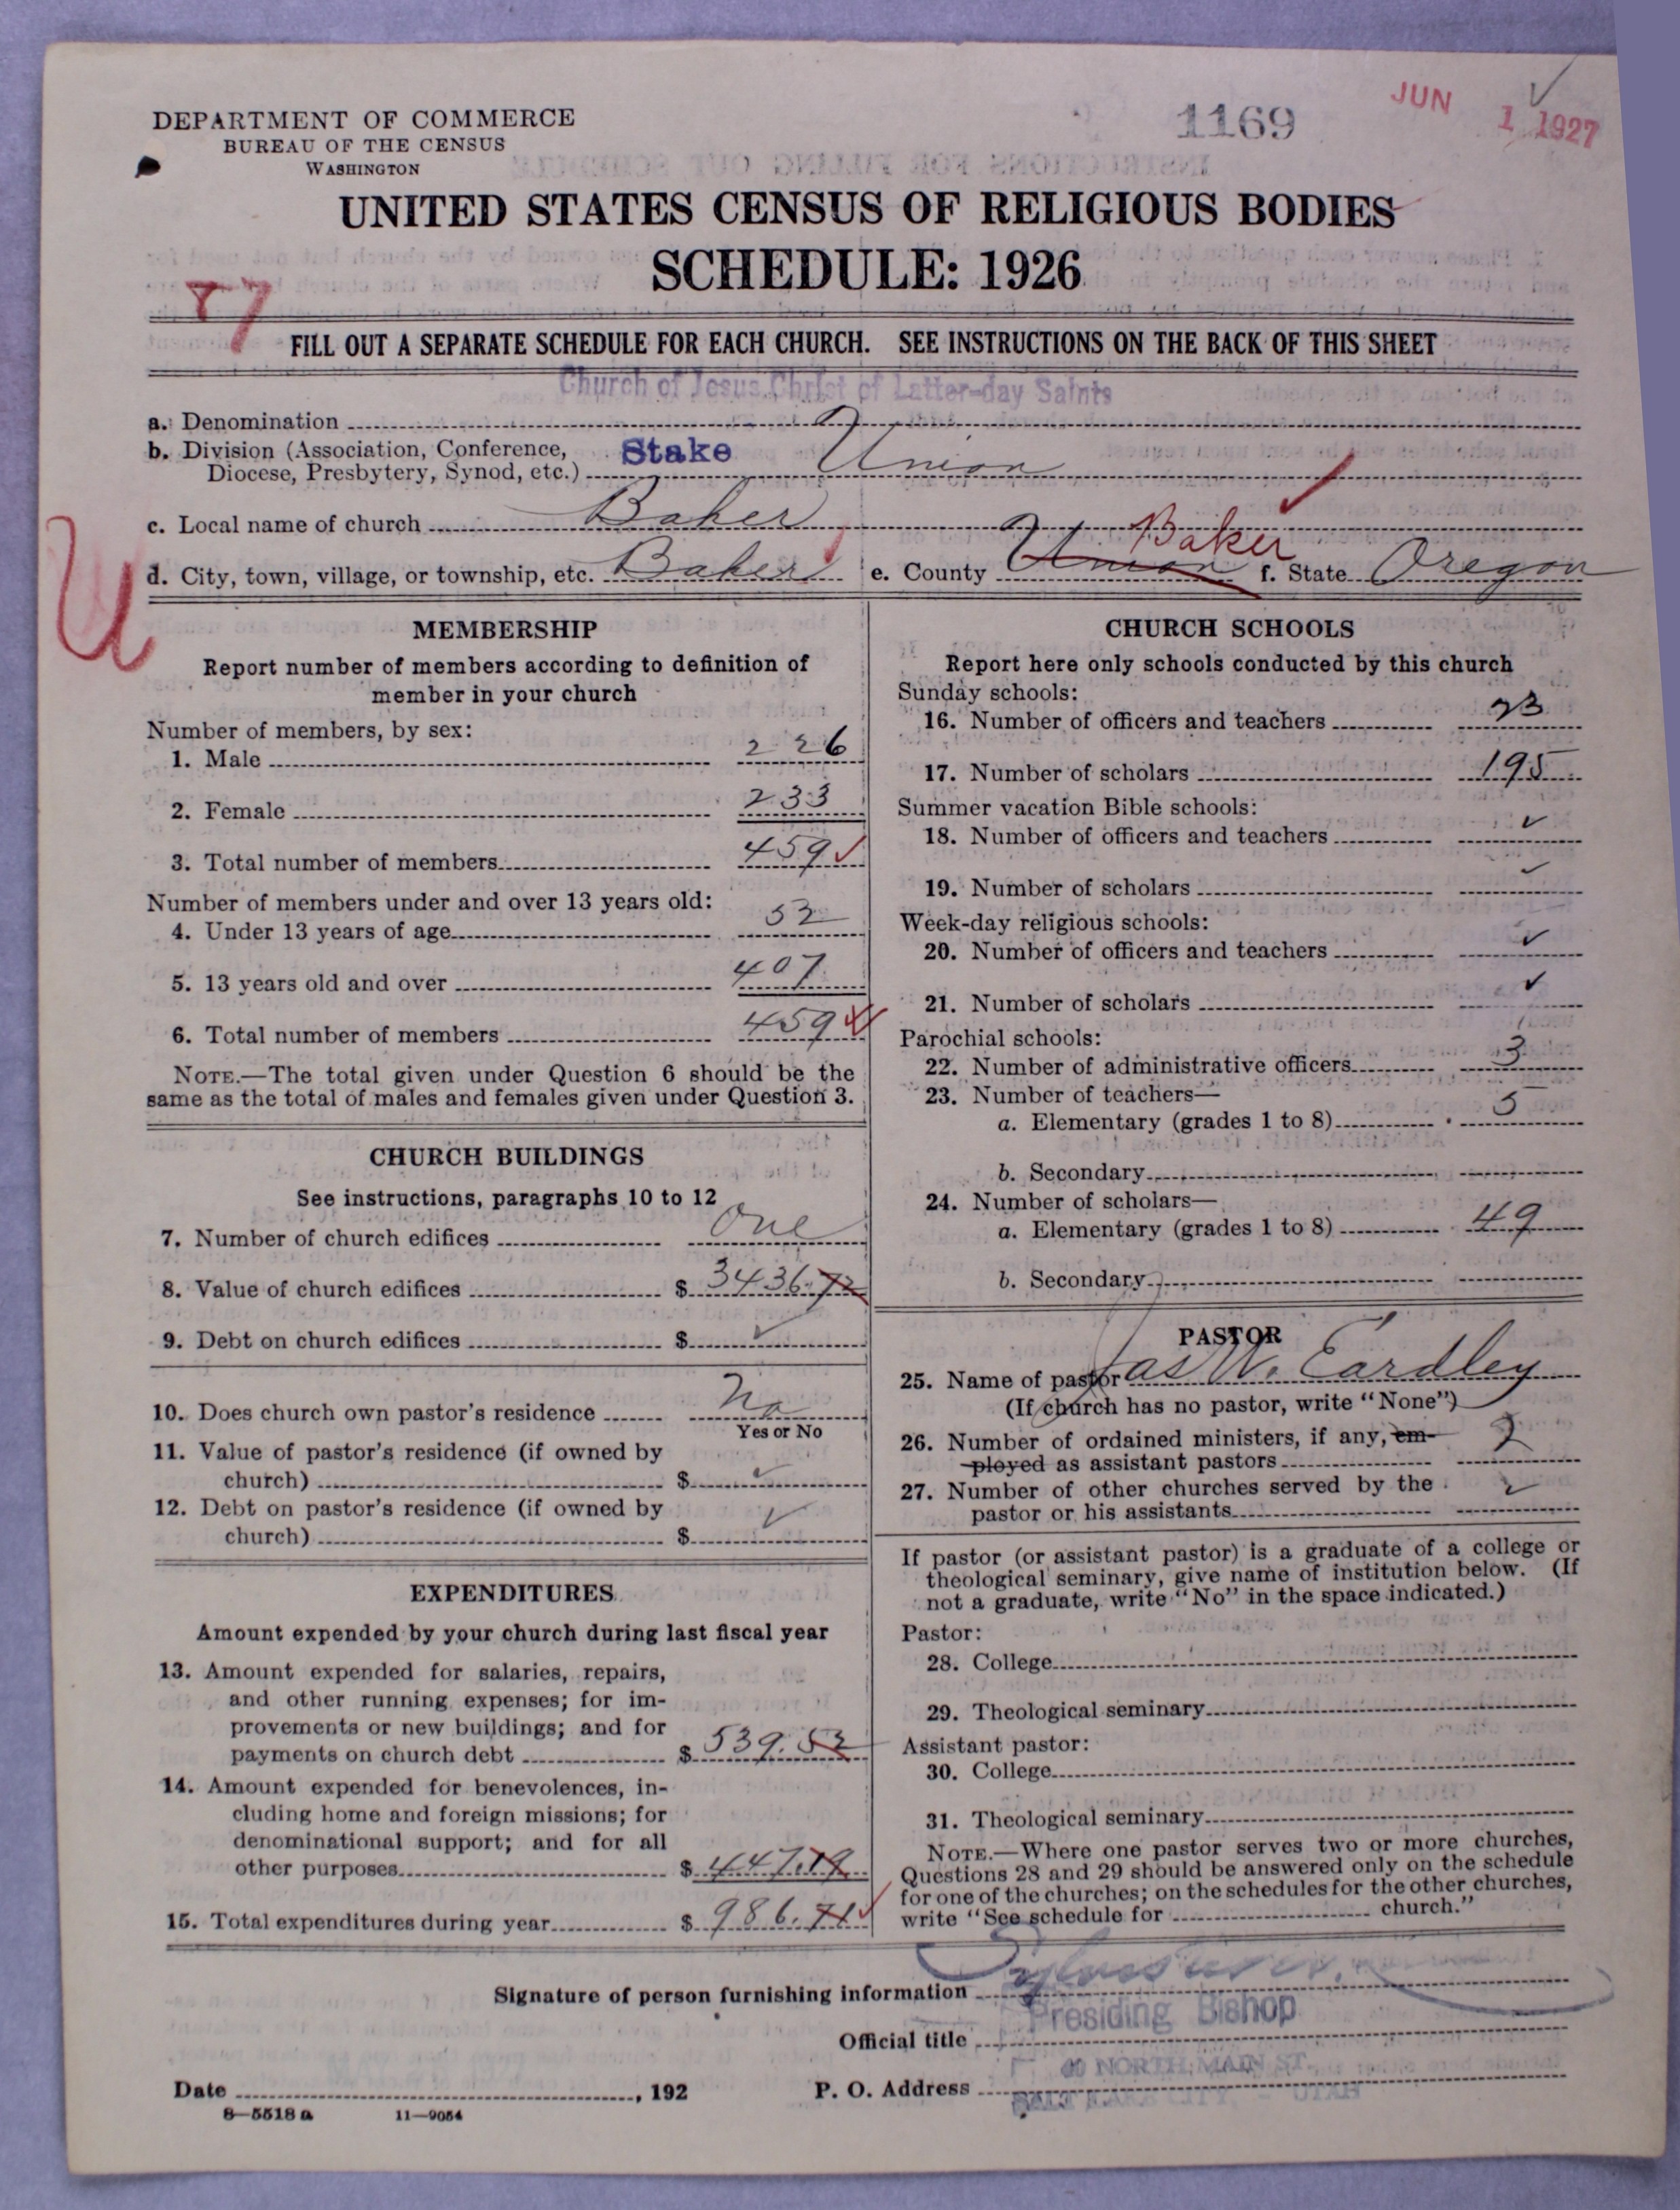 DEPARTMENT OF COMMERCE
BUREAU OF THE CENSUS
WASHINGTON
1169
JUN 1 1927
UNITED STATES CENSUS OF RELIGIOUS BODIES
SCHEDULE: 1926
FILL OUT A SEPARATE SCHEDULE FOR EACH CHURCH. SEE INSTRUCTIONS ON THE BACK OF THIS SHEET
Church of Jesus Christ of Latter-day Saints
a. Denomination
b. Division (Association, Conference, Stake Union
Diocese, Presbytery, Synod, etc.)
c. Local name of church Baker
d. City, town, village, or township, etc. Baker e. County Union Baker f. State Oregon
MEMBERSHIP
Report number of members according to definition of
member in your church
Number of members, by sex:
1. Male 226
2. Female 233
3. Total number of members 459
Number of members under and over 13 years old:
4. Under 13 years of age 52
5. 13 years old and over 407
6. Total number of members 459
NOTE.—The total given under Question 6 should be the
same as the total of males and females given under Question 3.
CHURCH BUILDINGS
See instructions, paragraphs 10 to 12
7. Number of church edifices One
8. Value of church edifices $ 3436.72
9. Debt on church edifices $ ✓
10. Does church own pastor's residence No
Yes or No
11. Value of pastor's residence (if owned by
church) $ ✓
12. Debt on pastor's residence (if owned by
church) $ ✓
EXPENDITURES
Amount expended by your church during last fiscal year
13. Amount expended for salaries, repairs,
and other running expenses; for im-
provements or new buildings; and for
payments on church debt $ 539.52
14. Amount expended for benevolences, in-
cluding home and foreign missions; for
denominational support; and for all
other purposes $ 447.19
15. Total expenditures during year $ 986.71
CHURCH SCHOOLS
Report here only schools conducted by this church
Sunday schools:
16. Number of officers and teachers 23
17. Number of scholars 195
Summer vacation Bible schools:
18. Number of officers and teachers ✓
19. Number of scholars ✓
Week-day religious schools:
20. Number of officers and teachers ✓
21. Number of scholars ✓
Parochial schools:
22. Number of administrative officers 3
23. Number of teachers—
a. Elementary (grades 1 to 8) 5
b. Secondary
24. Number of scholars—
a. Elementary (grades 1 to 8) 49
b. Secondary
PASTOR
25. Name of pastor Jas W. Eardley
(If church has no pastor, write "None")
26. Number of ordained ministers, if any, em-
ployed as assistant pastors 2
27. Number of other churches served by the
pastor or his assistants ✓
If pastor (or assistant pastor) is a graduate of a college or
theological seminary, give name of institution below. (If
not a graduate, write "No" in the space indicated.)
Pastor:
28. College
29. Theological seminary
Assistant pastor:
30. College
31. Theological seminary
NOTE.—Where one pastor serves two or more churches,
Questions 28 and 29 should be answered only on the schedule
for one of the churches; on the schedules for the other churches,
write "See schedule for church."
Signature of person furnishing information
Presiding Bishop
Official title
40 NORTH MAIN ST.
Date , 192 P. O. Address
SALT LAKE CITY, - UTAH
8—5518 a 11—9054